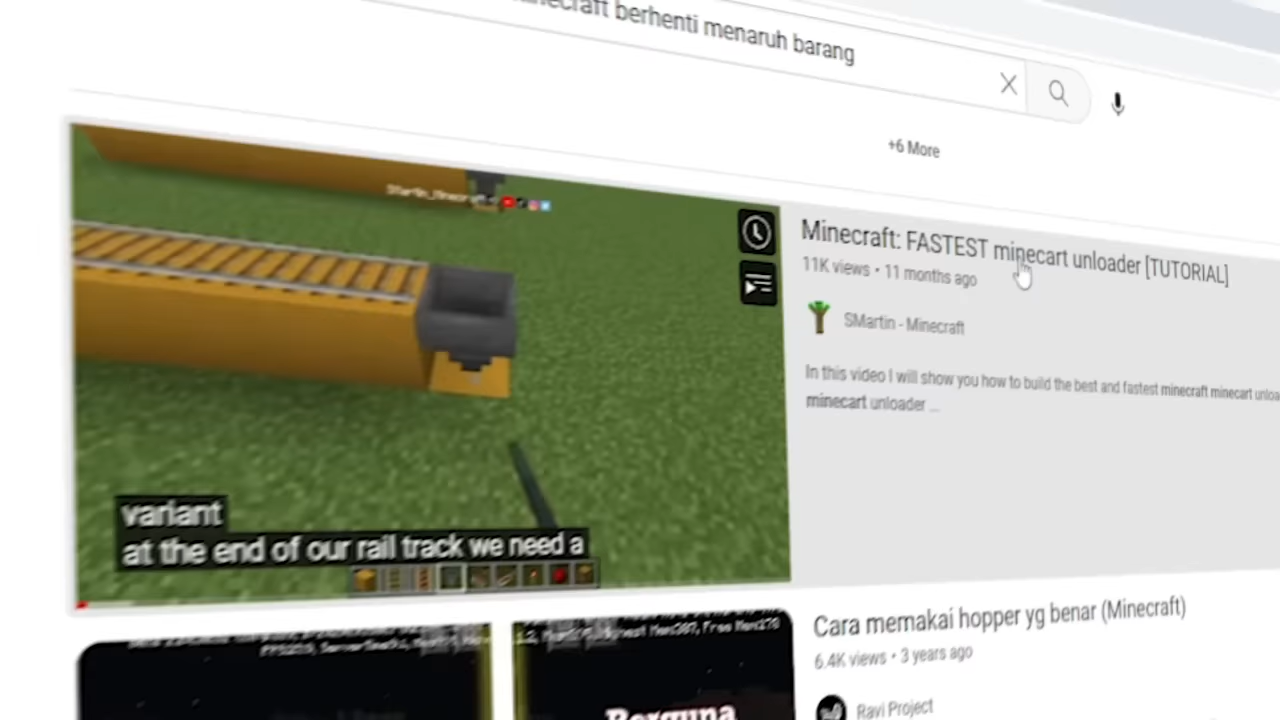 berhenti menaruh barang
+6 More
Minecraft: FASTEST minecart unloader [TUTORIAL]
11K views • 11 months ago
SMartin - Minecraft
In this video I will show you how to build the best and fastest minecraft minecart
minecart unloader ...
variant
at the end of our rail track we need a
Cara memakai hopper yg benar (Minecraft)
6.4K views • 3 years ago
Berguna
Ravi Project